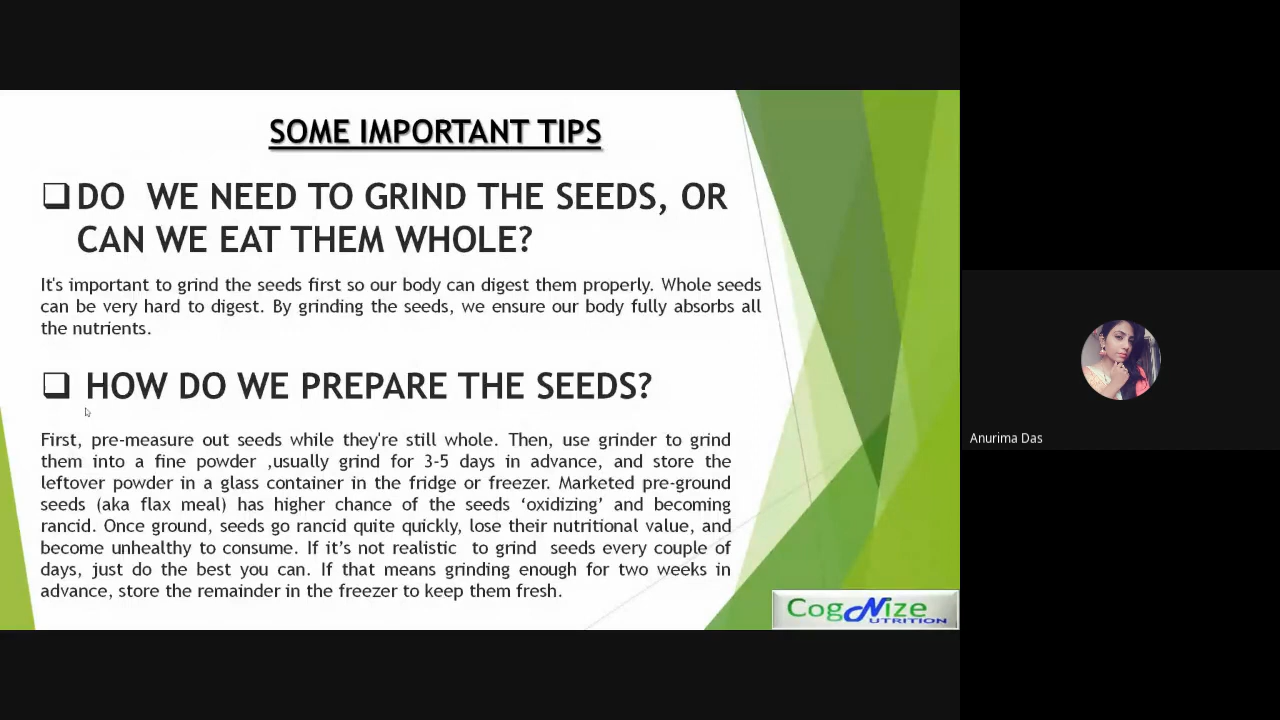 SOME IMPORTANT TIPS
DO WE NEED TO GRIND THE SEEDS, OR
CAN WE EAT THEM WHOLE?
It's important to grind the seeds first so our body can digest them properly. Whole seeds
can be very hard to digest. By grinding the seeds, we ensure our body fully absorbs all
the nutrients.
HOW DO WE PREPARE THE SEEDS?
First, pre-measure out seeds while they're still whole. Then, use grinder to grind
them into a fine powder ,usually grind for 3-5 days in advance, and store the
leftover powder in a glass container in the fridge or freezer. Marketed pre-ground
seeds (aka flax meal) has higher chance of the seeds ‘oxidizing’ and becoming
rancid. Once ground, seeds go rancid quite quickly, lose their nutritional value, and
become unhealthy to consume. If it’s not realistic to grind seeds every couple of
days, just do the best you can. If that means grinding enough for two weeks in
advance, store the remainder in the freezer to keep them fresh.
CogNize
NUTRITION
Anurima Das